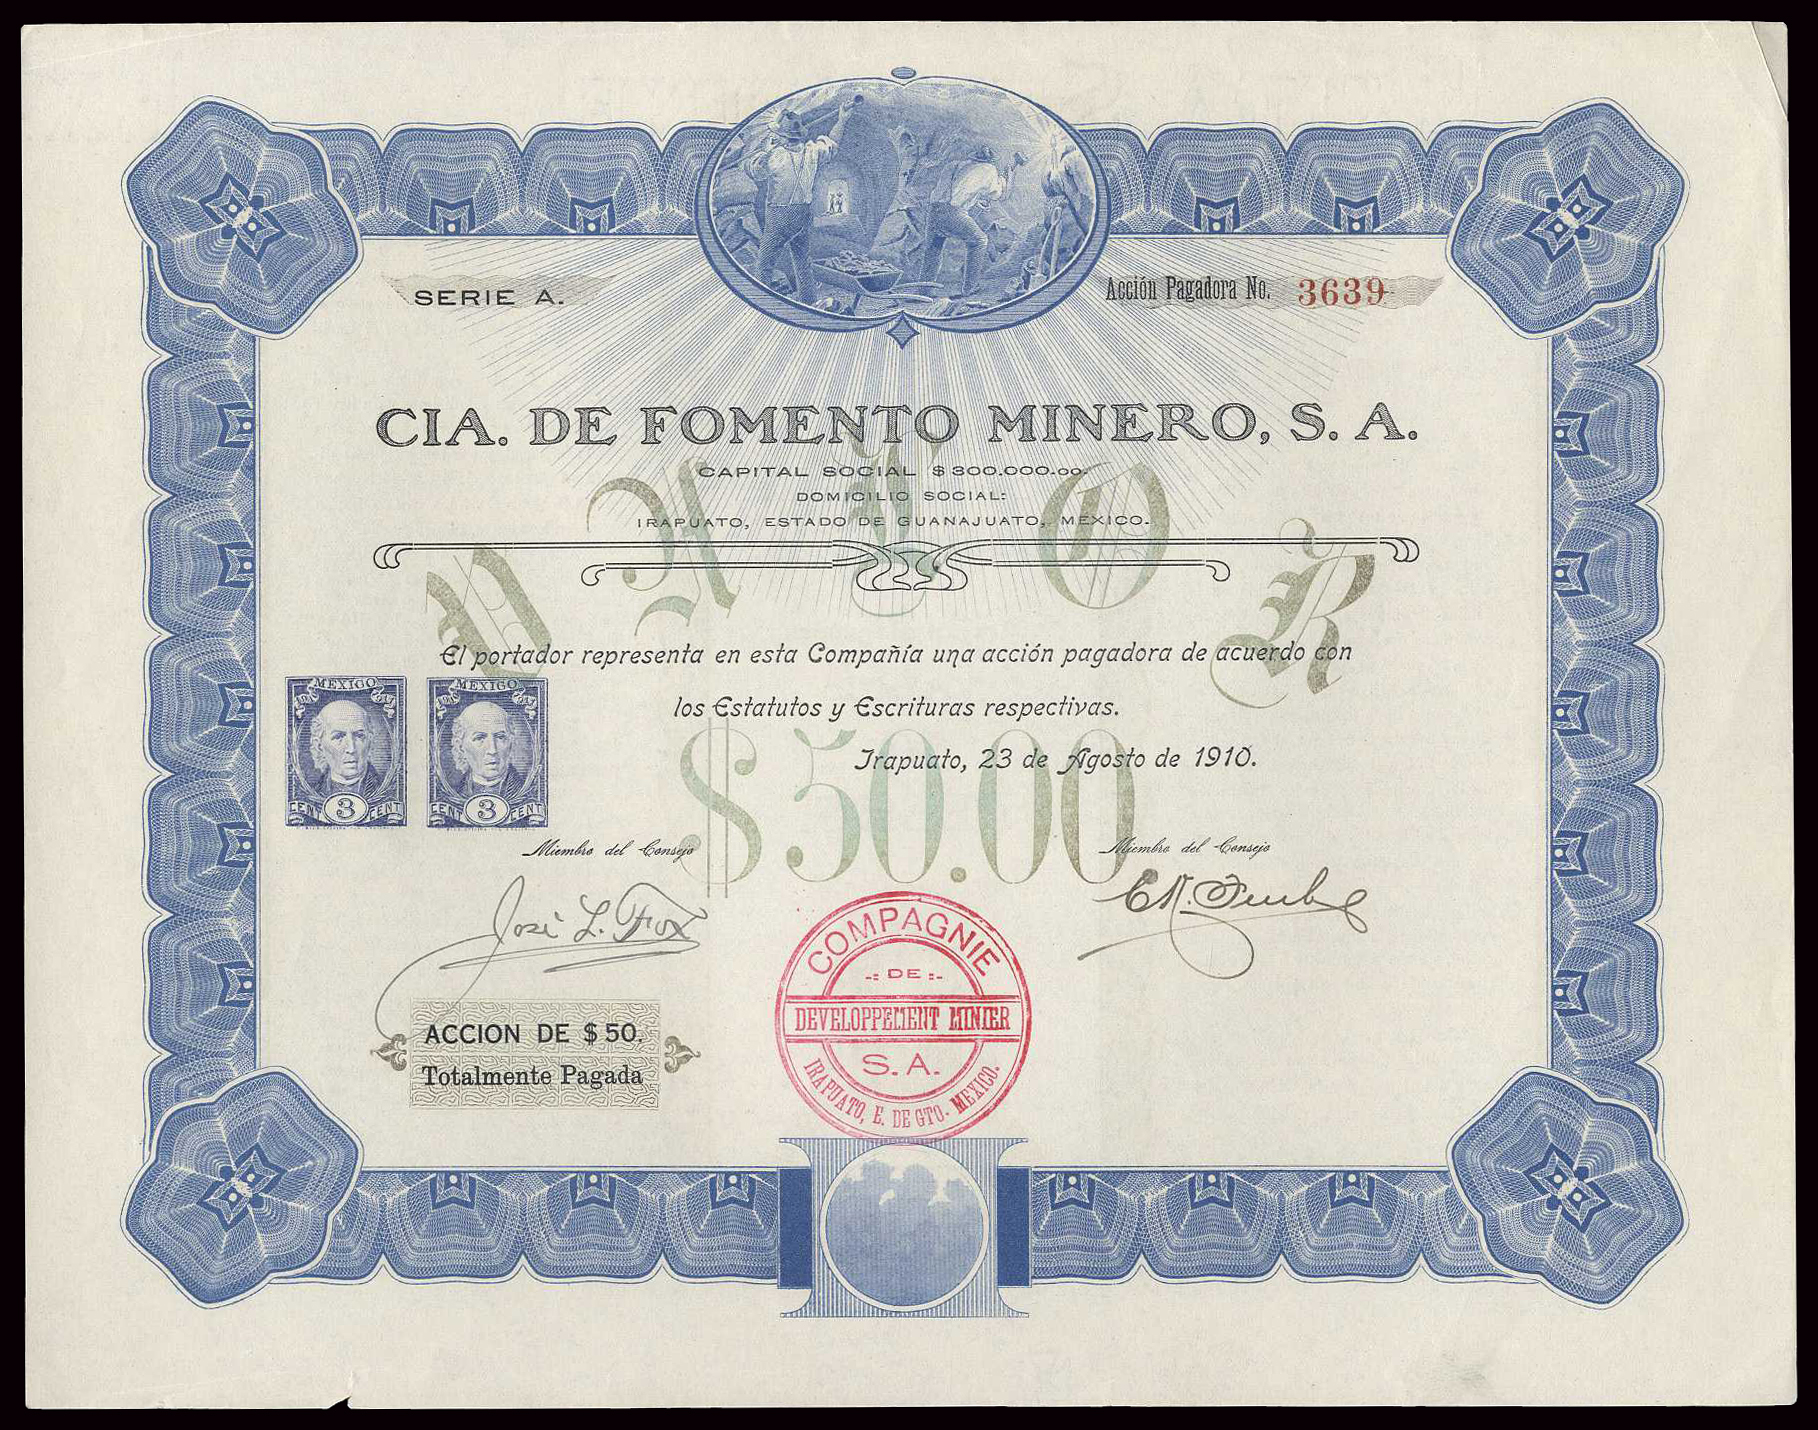 SERIE A.
Acción Pagadora No. 3639
CIA. DE FOMENTO MINERO, S. A.
CAPITAL SOCIAL $300.000.00.
DOMICILIO SOCIAL:
IRAPUATO, ESTADO DE GUANAJUATO, MEXICO.
PAGADOR
El portador representa en esta Compañía una acción pagadora de acuerdo con
los Estatutos y Escrituras respectivas.
$50.00
Irapuato, 23 de Agosto de 1910.
MEXICO
CENT 3 CENT
MEXICO
CENT 3 CENT
Miembro del Consejo
Miembro del Consejo
José L. Fox
COMPAGNIE
-: DE :-
DEVELOPPEMENT MINIER
S. A.
IRAPUATO, E. DE GTO. MEXICO.
ACCION DE $50.
Totalmente Pagada